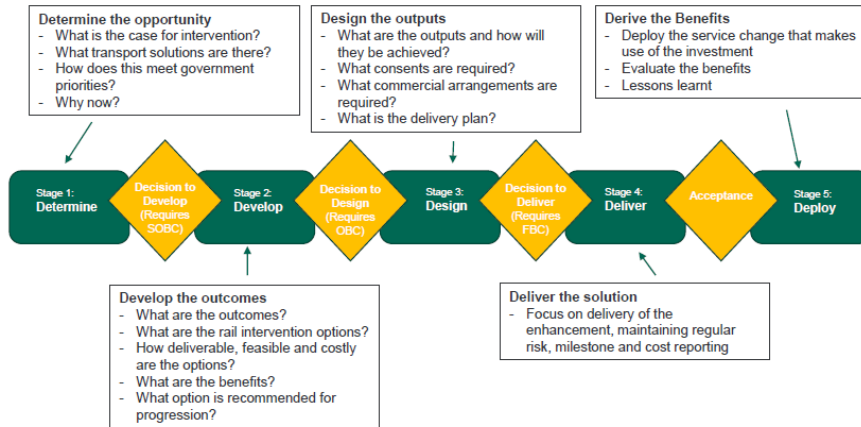 Determine the opportunity
- What is the case for intervention?
- What transport solutions are there?
- How does this meet government
priorities?
- Why now?
Design the outputs
- What are the outputs and how will
they be achieved?
- What consents are required?
- What commercial arrangements are
required?
- What is the delivery plan?
Derive the Benefits
- Deploy the service change that makes
use of the investment
- Evaluate the benefits
- Lessons learnt
Stage 1:
Determine
Decision to
Develop
(Requires
SOBC)
Stage 2:
Develop
Decision to
Design
(Requires
OBC)
Stage 3:
Design
Decision to
Deliver
(Requires
FBC)
Stage 4:
Deliver
Acceptance
Stage 5:
Deploy
Develop the outcomes
- What are the outcomes?
- What are the rail intervention options?
- How deliverable, feasible and costly
are the options?
- What are the benefits?
- What option is recommended for
progression?
Deliver the solution
- Focus on delivery of the
enhancement, maintaining regular
risk, milestone and cost reporting